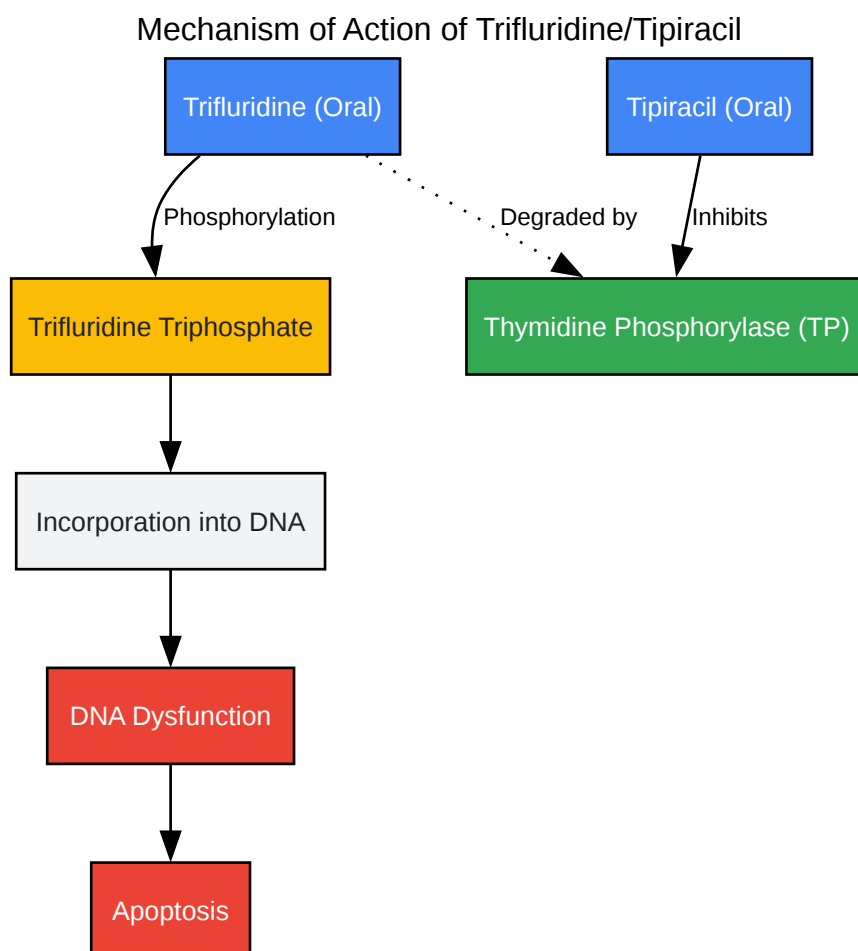 Mechanism of Action of Trifluridine/Tipiracil
Trifluridine (Oral)
Tipiracil (Oral)
Phosphorylation
Degraded by
Inhibits
Trifluridine Triphosphate
Thymidine Phosphorylase (TP)
Incorporation into DNA
DNA Dysfunction
Apoptosis